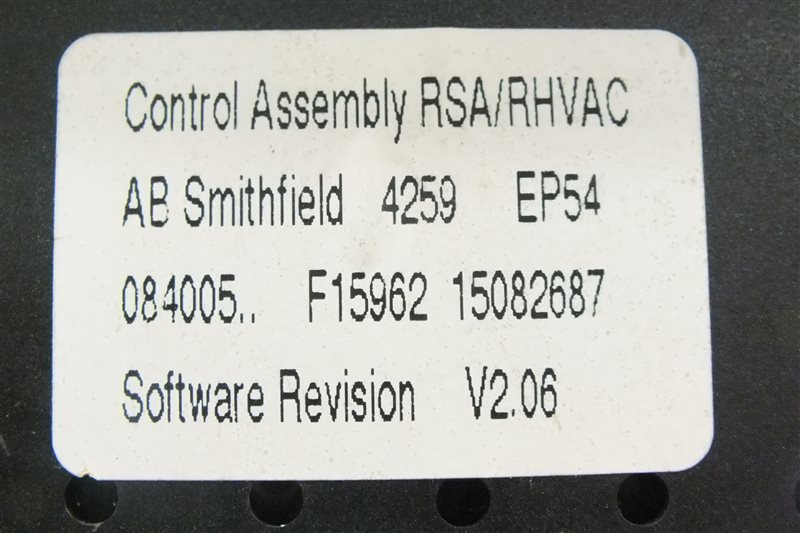 Control Assembly RSA/RHVAC
AB Smithfield 4259 EP54
084005.. F15962 15082687
Software Revision V2.06